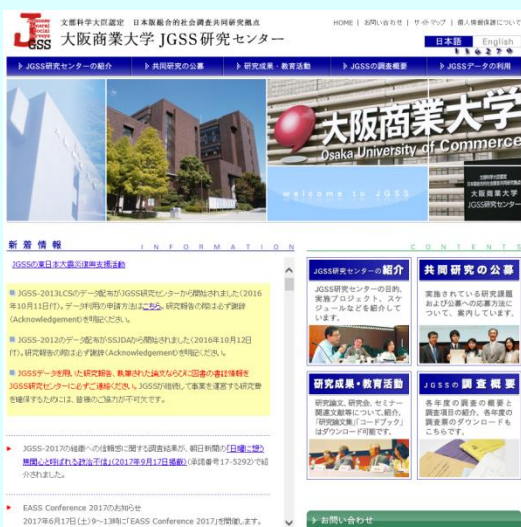 JGSS
文部科学大臣認定 日本版総合的社会調査共同研究拠点
大阪商業大学 JGSS研究センター
HOME | お問い合わせ | サイトマップ | 個人情報保護について
日本語 English
JGSS研究センターの紹介 共同研究の公募 研究成果・教育活動 JGSSの調査概要 JGSSデータの利用
大阪商業大学
Osaka University of Commerce
welcome to JGSS
大阪商業大学
JGSS研究センター
新着情報 INFORMATION
JGSSの東日本大震災復興支援活動
JGSS-2013LCSのデータ配布がJGSS研究センターから開始されました(2016
年10月11日付)。データ利用の申請方法はこちら。研究報告の際は必ず謝辞
(Acknowledgement)を明記ください。
JGSS-2012のデータ配布がSSJDAから開始されました(2016年10月12日
付)。研究報告の際は必ず謝辞(Acknowledgement)を明記ください。
JGSSデータを用いた研究報告、執筆された論文ならびに図書の書誌情報を
JGSS研究センターに必ずご連絡ください。JGSSが継続して事業を運営する研究費
を確保するためには、皆様のご協力が不可欠です。
JGSS-2017の組織への信頼感に関する調査結果が、朝日新聞の「日曜に想う
無関心と呼ばれる政治不信」(2017年9月17日掲載)(承諾番号17-5292)で紹
介されました。
EASS Conference 2017のお知らせ
2017年6月17日(土)9～13時に「EASS Conference 2017」を開催します。
CONTENTS
JGSS研究センターの紹介
JGSS研究センターの目的、
実施プロジェクト、スケ
ジュールなどを紹介して
います。
共同研究の公募
実施されている研究課題
および公募への応募方法に
ついて、案内しています。
研究成果・教育活動
研究論文、研究会、セミナー
関連文献等について、紹介。
「研究論文集」「コードブック」
はダウンロード可能です。
JGSSの調査概要
各年度の調査の概要と
調査項目の紹介、各年度の
調査票のダウンロードも
こちらです。
お問い合わせ